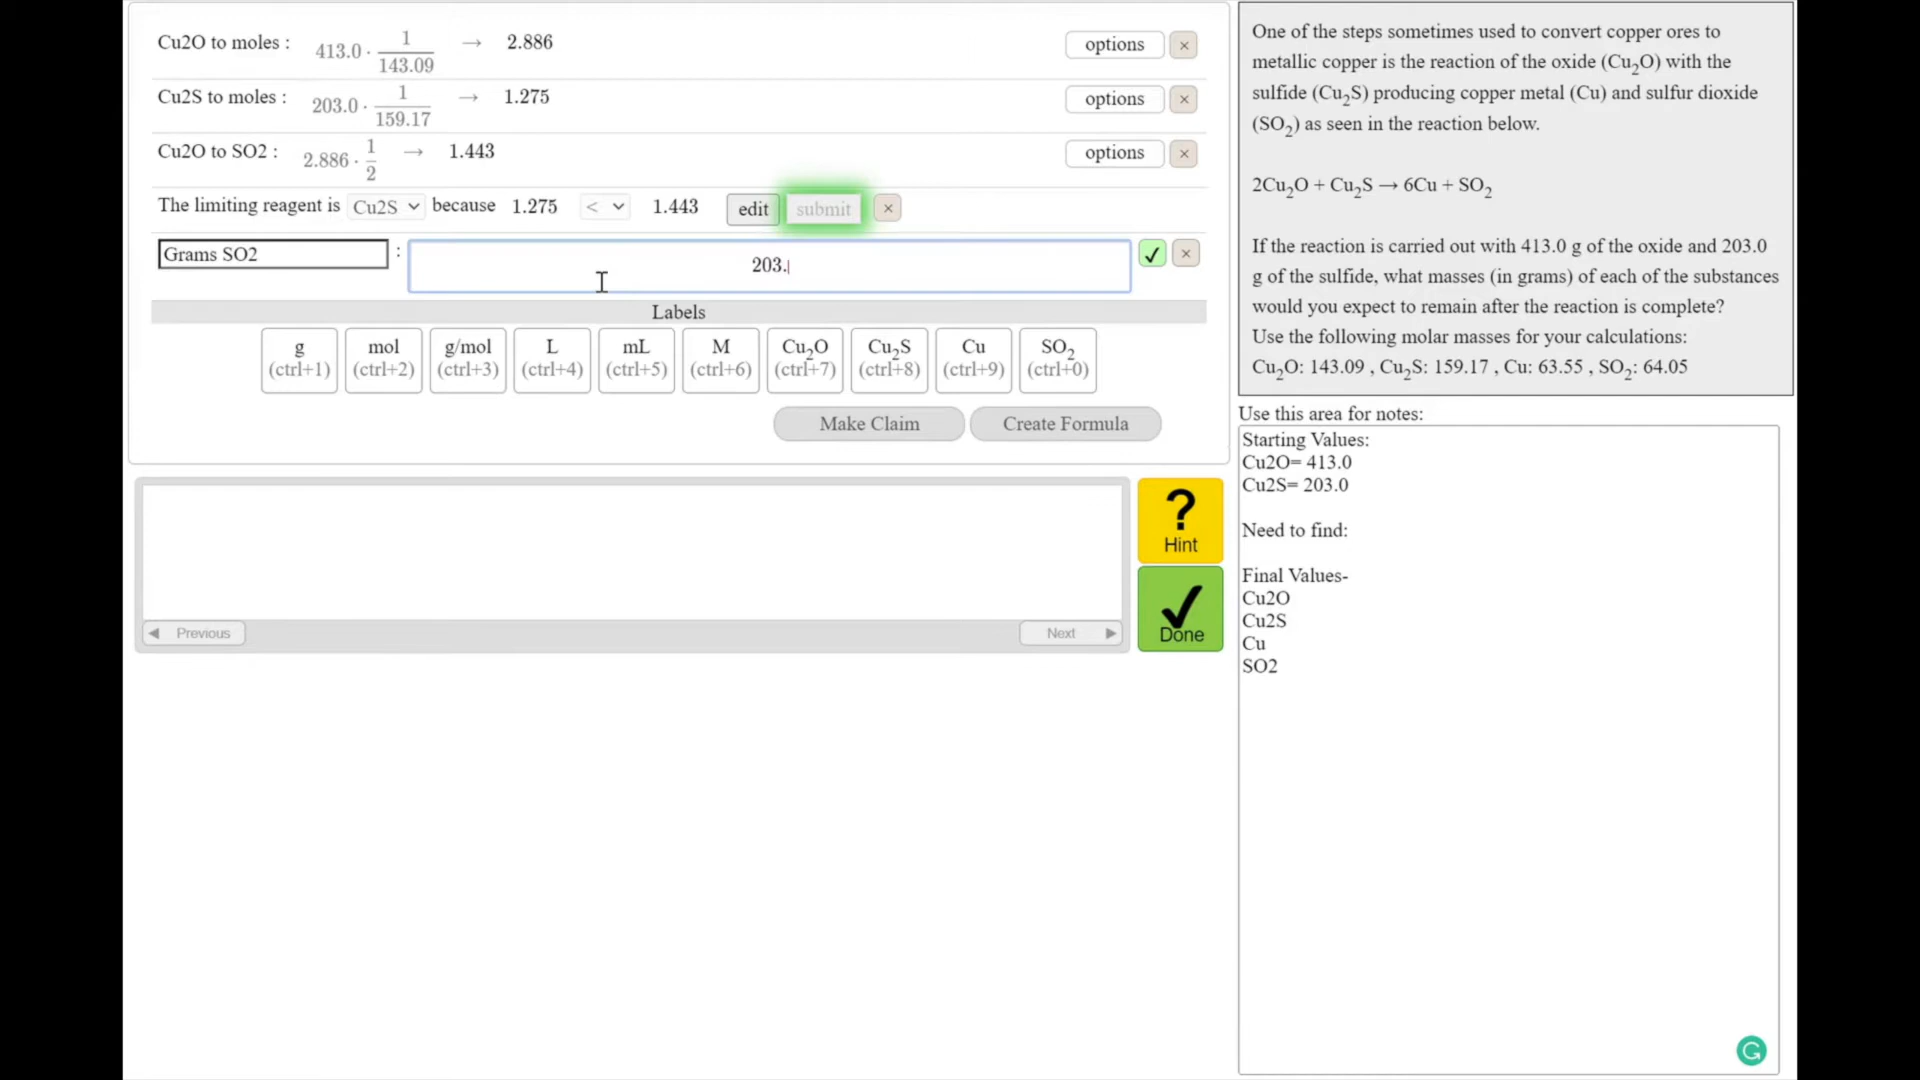 Cu2O to moles : 413.0 · 1/143.09 → 2.886 options ×
Cu2S to moles : 203.0 · 1/159.17 → 1.275 options ×
Cu2O to SO2 : 2.886 · 1/2 → 1.443 options ×
The limiting reagent is Cu2S because 1.275 < 1.443 edit submit ×
Grams SO2 : 203. ✓ ×
Labels
g mol g/mol L mL M Cu₂O Cu₂S Cu SO₂
(ctrl+1) (ctrl+2) (ctrl+3) (ctrl+4) (ctrl+5) (ctrl+6) (ctrl+7) (ctrl+8) (ctrl+9) (ctrl+0)
Make Claim Create Formula
? Hint
Done
Previous Next
One of the steps sometimes used to convert copper ores to
metallic copper is the reaction of the oxide (Cu₂O) with the
sulfide (Cu₂S) producing copper metal (Cu) and sulfur dioxide
(SO₂) as seen in the reaction below.
2Cu₂O + Cu₂S → 6Cu + SO₂
If the reaction is carried out with 413.0 g of the oxide and 203.0
g of the sulfide, what masses (in grams) of each of the substances
would you expect to remain after the reaction is complete?
Use the following molar masses for your calculations:
Cu₂O: 143.09 , Cu₂S: 159.17 , Cu: 63.55 , SO₂: 64.05
Use this area for notes:
Starting Values:
Cu2O= 413.0
Cu2S= 203.0
Need to find:
Final Values-
Cu2O
Cu2S
Cu
SO2